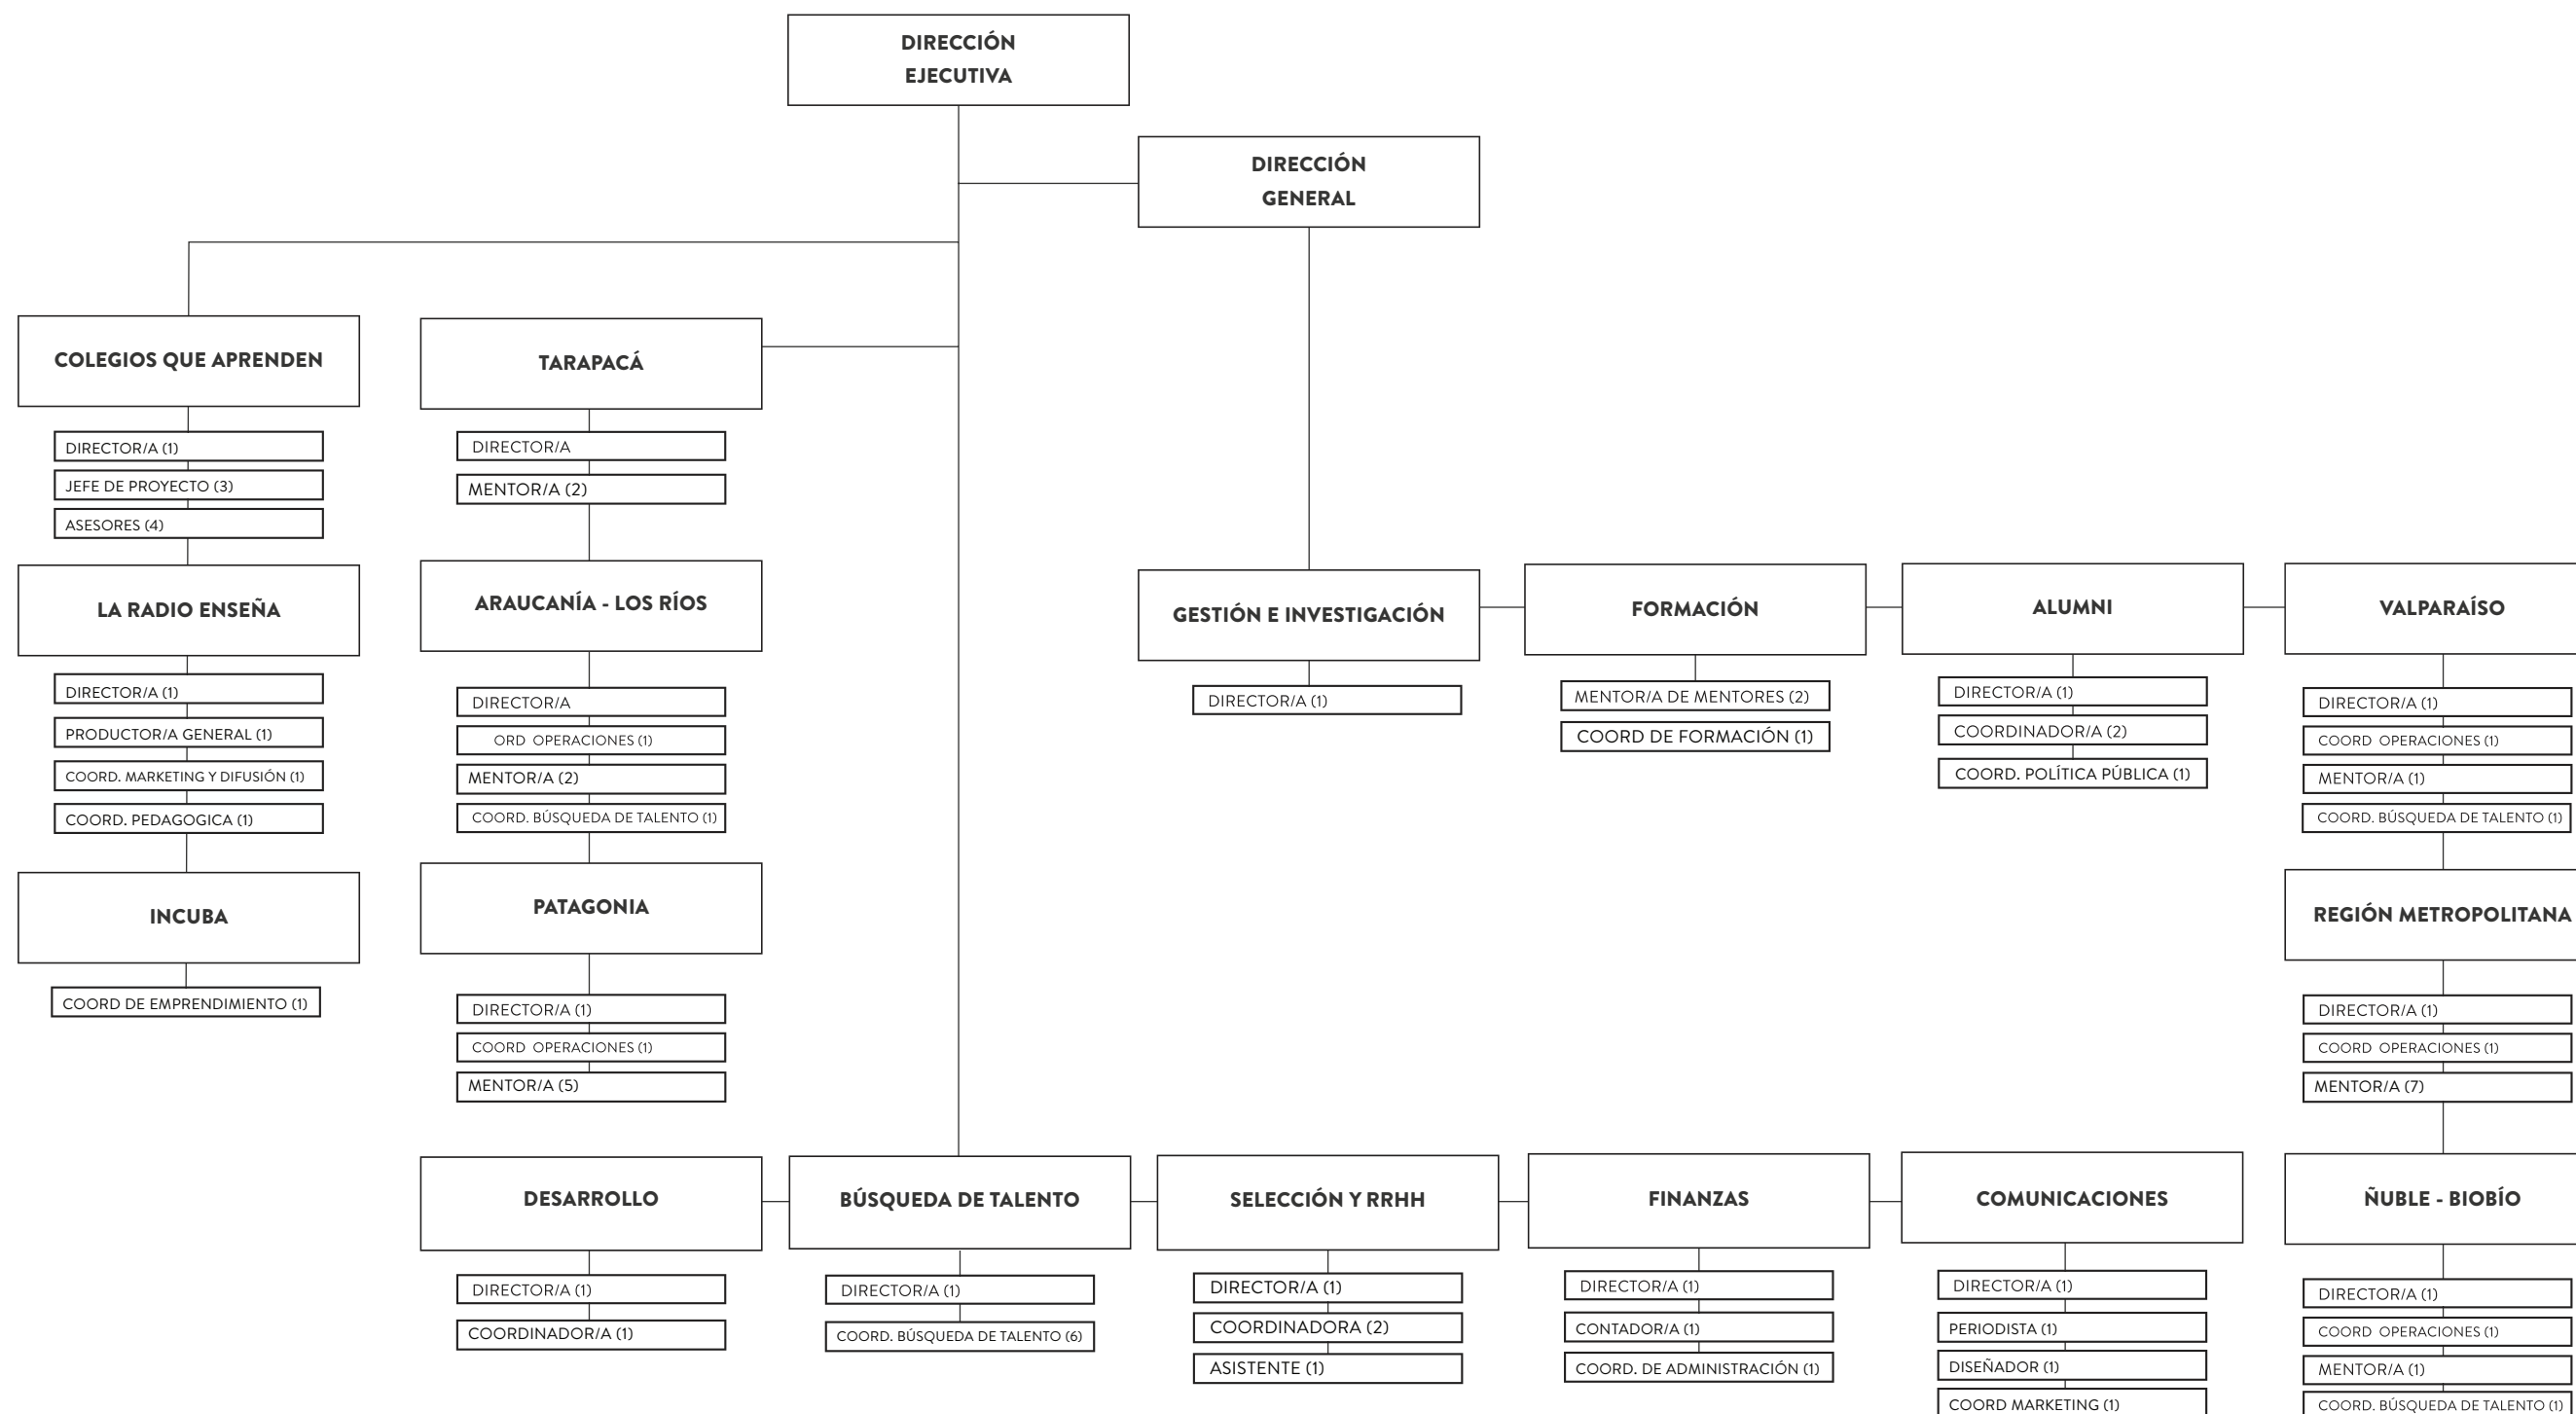 DIRECCIÓN
EJECUTIVA
DIRECCIÓN
GENERAL
COLEGIOS QUE APRENDEN
DIRECTOR/A (1)
JEFE DE PROYECTO (3)
ASESORES (4)
LA RADIO ENSEÑA
DIRECTOR/A (1)
PRODUCTOR/A GENERAL (1)
COORD. MARKETING Y DIFUSIÓN (1)
COORD. PEDAGOGICA (1)
INCUBA
COORD DE EMPRENDIMIENTO (1)
TARAPACÁ
DIRECTOR/A
MENTOR/A (2)
ARAUCANÍA - LOS RÍOS
DIRECTOR/A
ORD OPERACIONES (1)
MENTOR/A (2)
COORD. BÚSQUEDA DE TALENTO (1)
PATAGONIA
DIRECTOR/A (1)
COORD OPERACIONES (1)
MENTOR/A (5)
GESTIÓN E INVESTIGACIÓN
DIRECTOR/A (1)
FORMACIÓN
MENTOR/A DE MENTORES (2)
COORD DE FORMACIÓN (1)
ALUMNI
DIRECTOR/A (1)
COORDINADOR/A (2)
COORD. POLÍTICA PÚBLICA (1)
VALPARAÍSO
DIRECTOR/A (1)
COORD OPERACIONES (1)
MENTOR/A (1)
COORD. BÚSQUEDA DE TALENTO (1)
REGIÓN METROPOLITANA
DIRECTOR/A (1)
COORD OPERACIONES (1)
MENTOR/A (7)
DESARROLLO
DIRECTOR/A (1)
COORDINADOR/A (1)
BÚSQUEDA DE TALENTO
DIRECTOR/A (1)
COORD. BÚSQUEDA DE TALENTO (6)
SELECCIÓN Y RRHH
DIRECTOR/A (1)
COORDINADORA (2)
ASISTENTE (1)
FINANZAS
DIRECTOR/A (1)
CONTADOR/A (1)
COORD. DE ADMINISTRACIÓN (1)
COMUNICACIONES
DIRECTOR/A (1)
PERIODISTA (1)
DISEÑADOR (1)
COORD MARKETING (1)
ÑUBLE - BIOBÍO
DIRECTOR/A (1)
COORD OPERACIONES (1)
MENTOR/A (1)
COORD. BÚSQUEDA DE TALENTO (1)